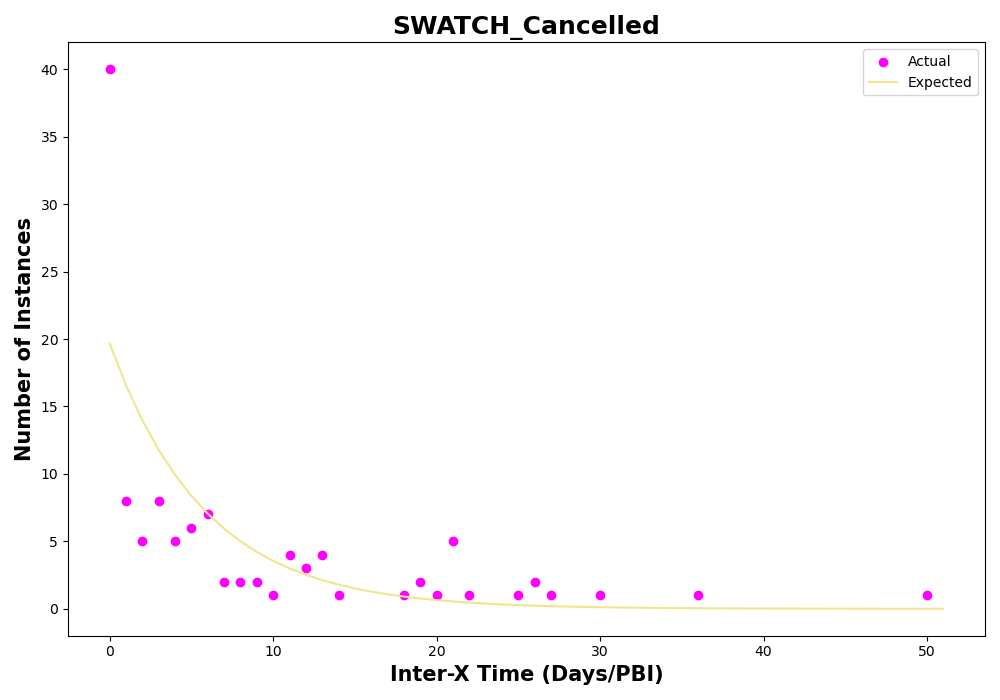 SWATCH_Cancelled
Actual
Expected
Number of Instances
40
35
30
25
20
15
10
5
0
0 10 20 30 40 50
Inter-X Time (Days/PBI)